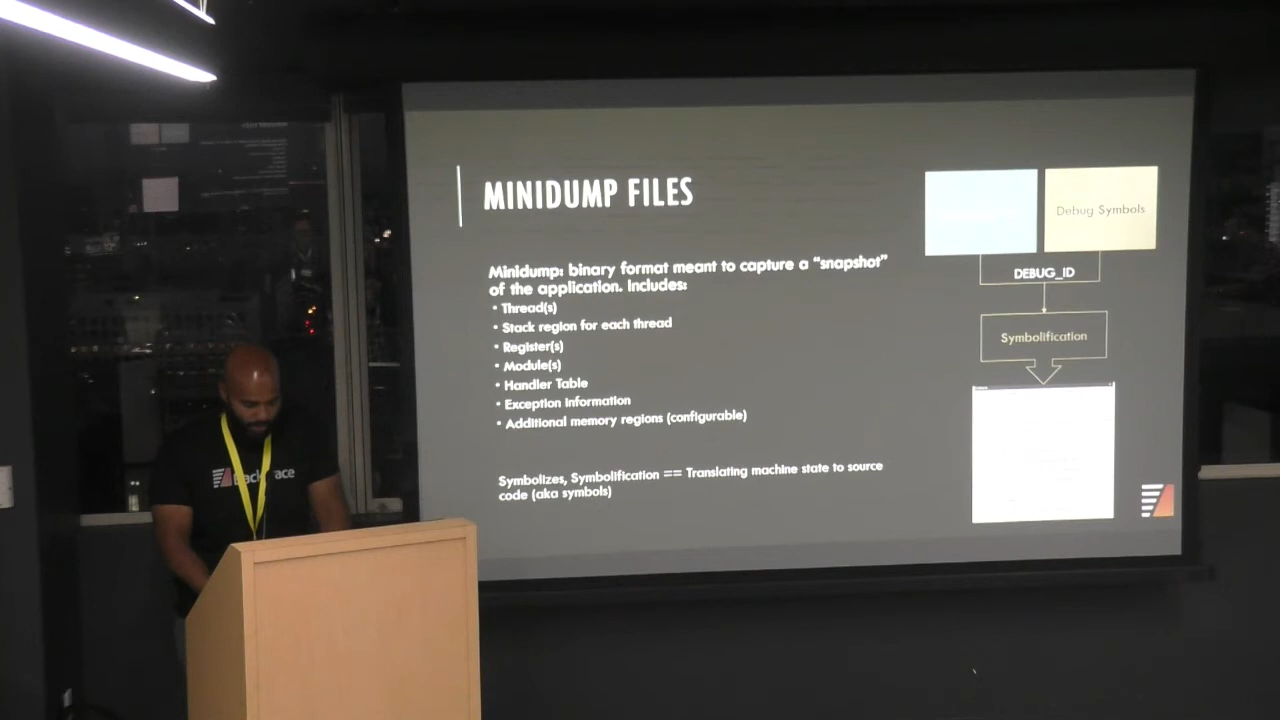 MINIDUMP FILES
Minidump: binary format meant to capture a “snapshot”
of the application. Includes:
• Thread(s)
• Stack region for each thread
• Register(s)
• Module(s)
• Handler Table
• Exception Information
• Additional memory regions (configurable)
Symbolizes, Symbolification == Translating machine state to source
code (aka symbols)
Debug Symbols
DEBUG_ID
Symbolification